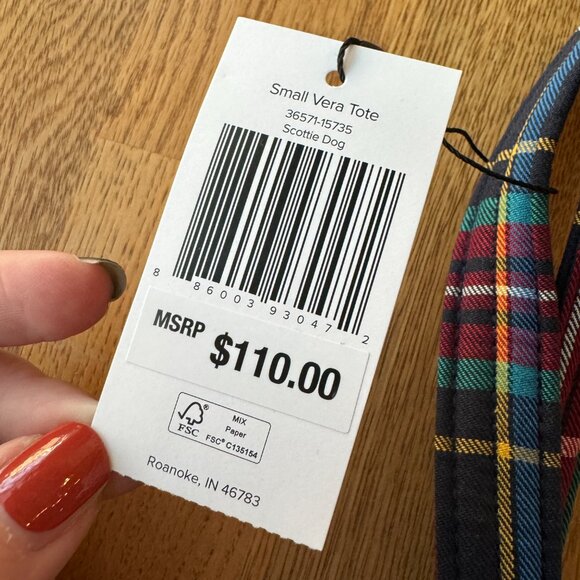 Small Vera Tote
36571-15735
Scottie Dog
8 86003 93047 2
MSRP $110.00
FSC®
MIX
Paper
FSC® C135154
Roanoke, IN 46783